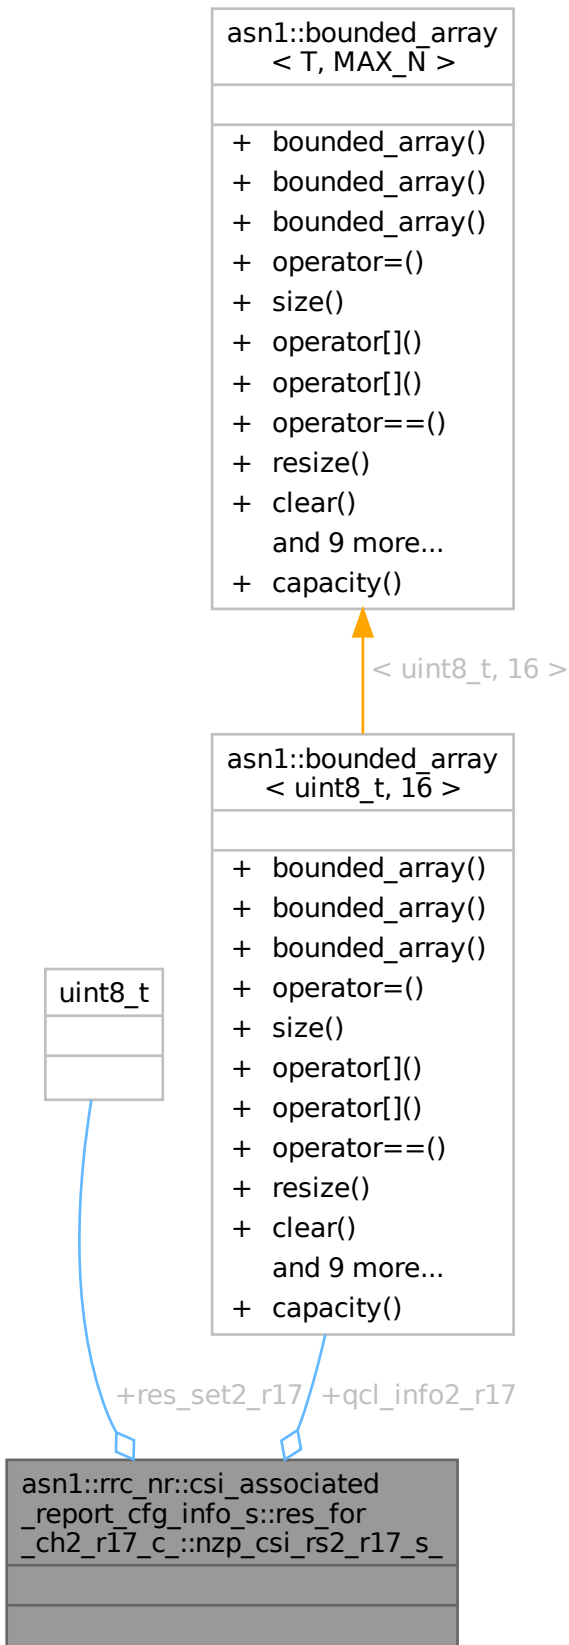 asn1::bounded_array
< T, MAX_N >
+ bounded_array()
+ bounded_array()
+ bounded_array()
+ operator=()
+ size()
+ operator[]()
+ operator[]()
+ operator==()
+ resize()
+ clear()
and 9 more...
+ capacity()
< uint8_t, 16 >
asn1::bounded_array
< uint8_t, 16 >
+ bounded_array()
+ bounded_array()
+ bounded_array()
+ operator=()
+ size()
+ operator[]()
+ operator[]()
+ operator==()
+ resize()
+ clear()
and 9 more...
+ capacity()
uint8_t
+res_set2_r17
+qcl_info2_r17
asn1::rrc_nr::csi_associated
_report_cfg_info_s::res_for
_ch2_r17_c_::nzp_csi_rs2_r17_s_